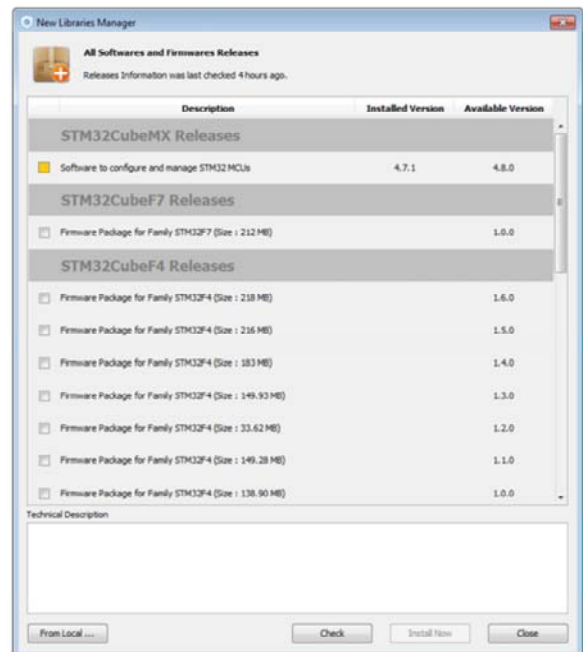 New Libraries Manager
All Softwares and Firmwares Releases
Releases Information was last checked 4 hours ago.
Description Installed Version Available Version
STM32CubeMX Releases
Software to configure and manage STM32 MCUs 4.7.1 4.8.0
STM32CubeF7 Releases
Firmware Package for Family STM32F7 (Size : 212 MB) 1.0.0
STM32CubeF4 Releases
Firmware Package for Family STM32F4 (Size : 218 MB) 1.6.0
Firmware Package for Family STM32F4 (Size : 216 MB) 1.5.0
Firmware Package for Family STM32F4 (Size : 183 MB) 1.4.0
Firmware Package for Family STM32F4 (Size : 149.93 MB) 1.3.0
Firmware Package for Family STM32F4 (Size : 33.62 MB) 1.2.0
Firmware Package for Family STM32F4 (Size : 149.28 MB) 1.1.0
Firmware Package for Family STM32F4 (Size : 138.90 MB) 1.0.0
Technical Description
From Local ... Check Install Now Close